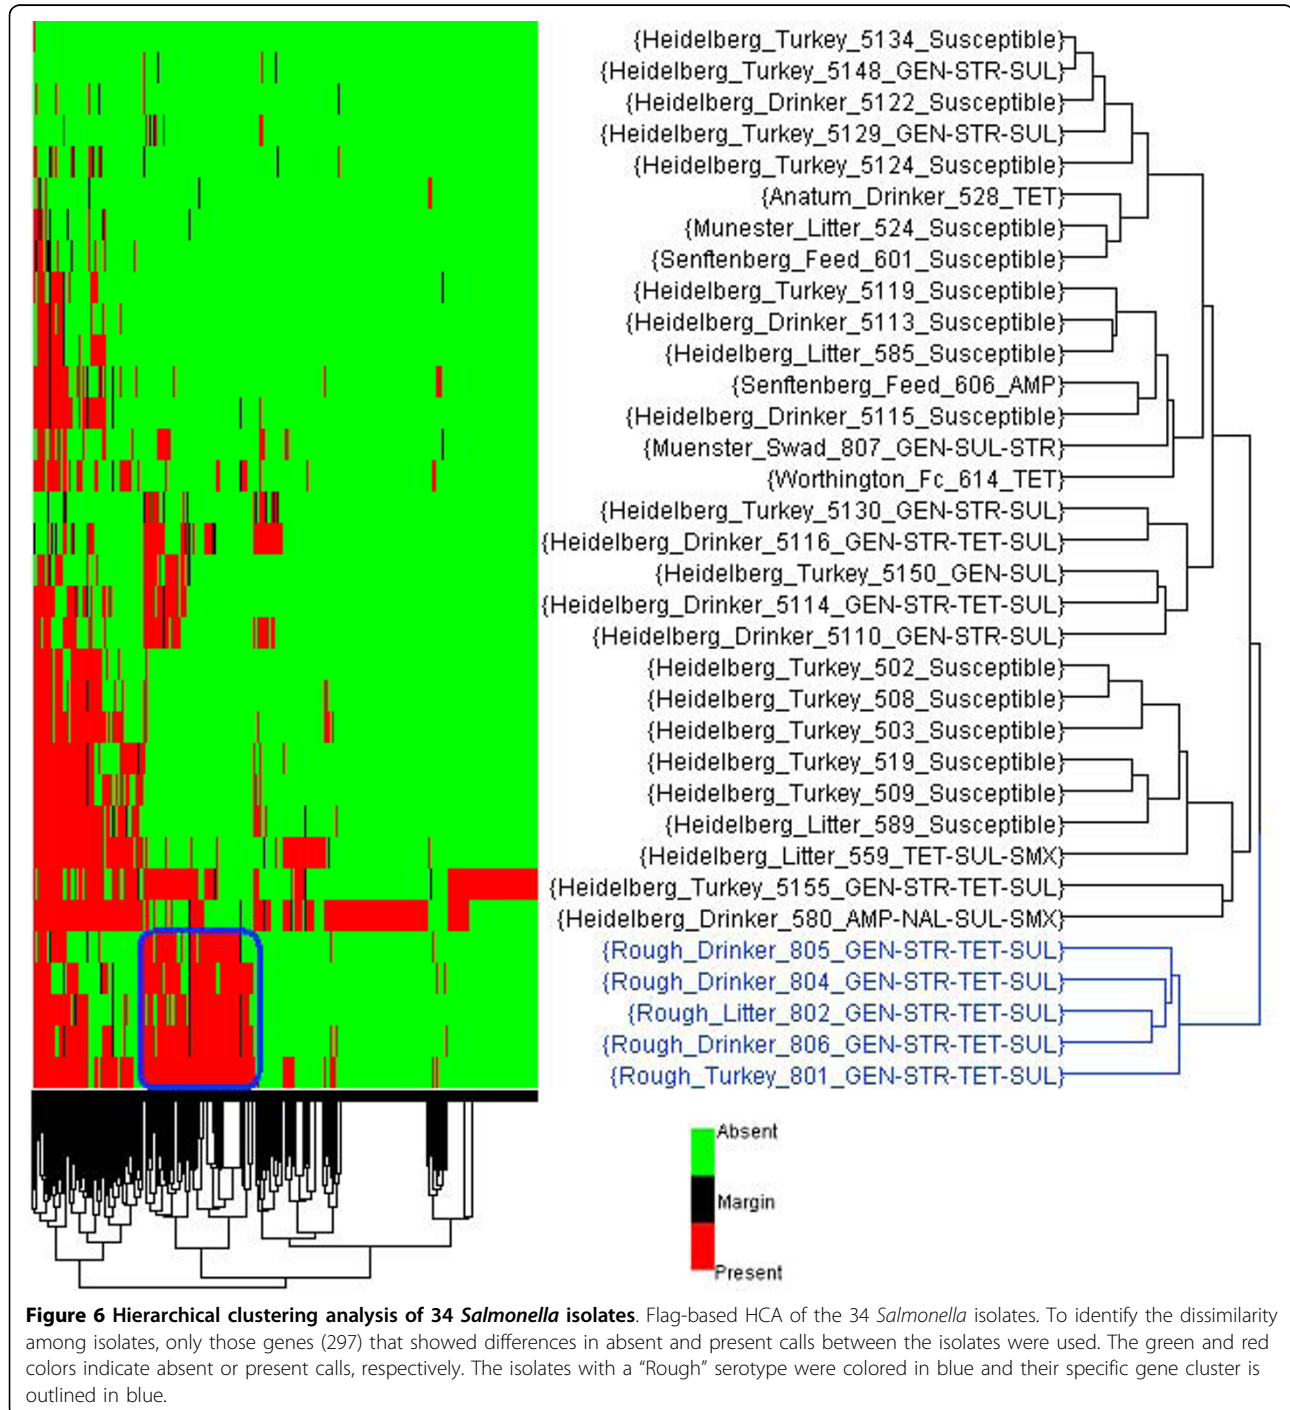 {Heidelberg_Turkey_5134_Susceptible}
{Heidelberg_Turkey_5148_GEN-STR-SUL}
{Heidelberg_Drinker_5122_Susceptible}
{Heidelberg_Turkey_5129_GEN-STR-SUL}
{Heidelberg_Turkey_5124_Susceptible}
{Anatum_Drinker_528_TET}
{Munester_Litter_524_Susceptible}
{Senftenberg_Feed_601_Susceptible}
{Heidelberg_Turkey_5119_Susceptible}
{Heidelberg_Drinker_5113_Susceptible}
{Heidelberg_Litter_585_Susceptible}
{Senftenberg_Feed_606_AMP}
{Heidelberg_Drinker_5115_Susceptible}
{Muenster_Swad_807_GEN-SUL-STR}
{Worthington_Fc_614_TET}
{Heidelberg_Turkey_5130_GEN-STR-SUL}
{Heidelberg_Drinker_5116_GEN-STR-TET-SUL}
{Heidelberg_Turkey_5150_GEN-SUL}
{Heidelberg_Drinker_5114_GEN-STR-TET-SUL}
{Heidelberg_Drinker_5110_GEN-STR-SUL}
{Heidelberg_Turkey_502_Susceptible}
{Heidelberg_Turkey_508_Susceptible}
{Heidelberg_Turkey_503_Susceptible}
{Heidelberg_Turkey_519_Susceptible}
{Heidelberg_Turkey_509_Susceptible}
{Heidelberg_Litter_589_Susceptible}
{Heidelberg_Litter_559_TET-SUL-SMX}
{Heidelberg_Turkey_5155_GEN-STR-TET-SUL}
{Heidelberg_Drinker_580_AMP-NAL-SUL-SMX}
{Rough_Drinker_805_GEN-STR-TET-SUL}
{Rough_Drinker_804_GEN-STR-TET-SUL}
{Rough_Litter_802_GEN-STR-TET-SUL}
{Rough_Drinker_806_GEN-STR-TET-SUL}
{Rough_Turkey_801_GEN-STR-TET-SUL}
Absent
Margin
Present
Figure 6 Hierarchical clustering analysis of 34 Salmonella isolates. Flag-based HCA of the 34 Salmonella isolates. To identify the dissimilarity
among isolates, only those genes (297) that showed differences in absent and present calls between the isolates were used. The green and red
colors indicate absent or present calls, respectively. The isolates with a “Rough” serotype were colored in blue and their specific gene cluster is
outlined in blue.